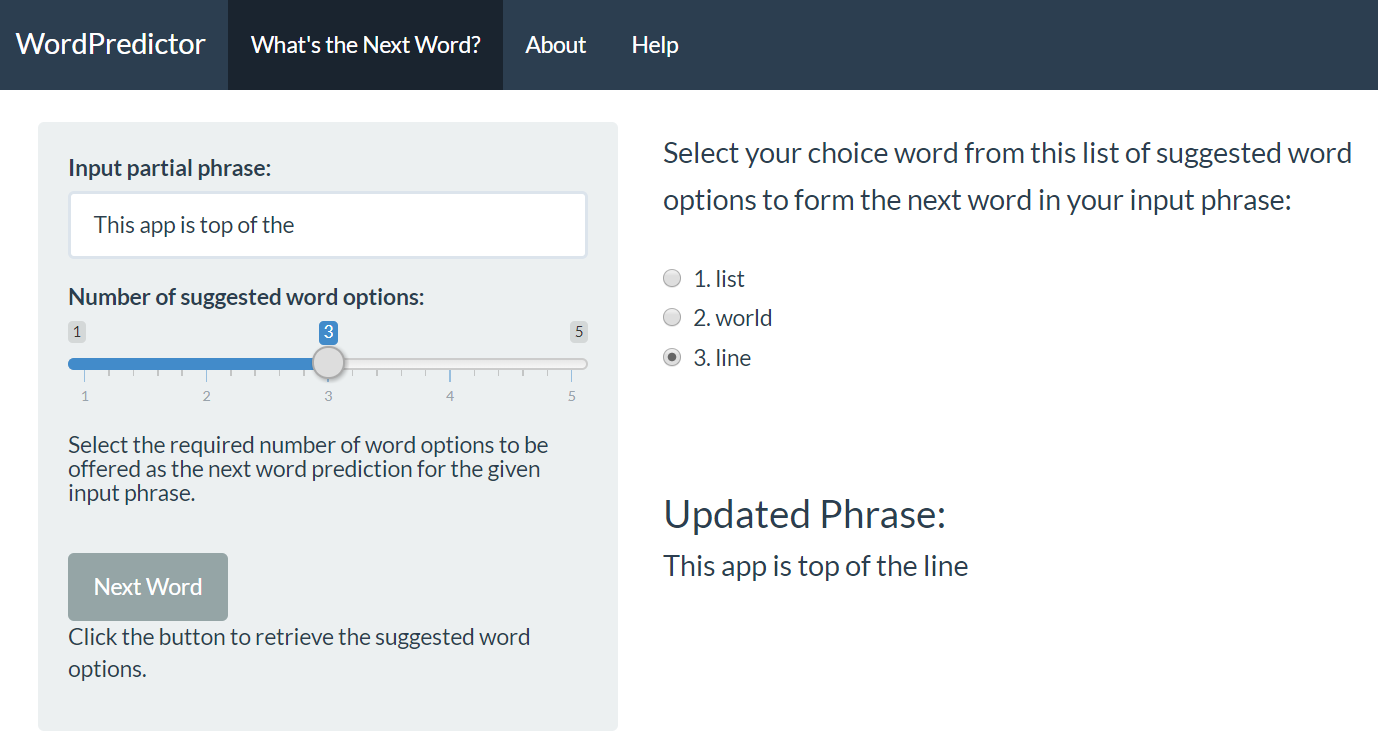 WordPredictor
What's the Next Word?
About
Help
Input partial phrase:
This app is top of the
Number of suggested word options:
1
3
5
1
2
3
4
5
Select the required number of word options to be
offered as the next word prediction for the given
input phrase.
Next Word
Click the button to retrieve the suggested word
options.
Select your choice word from this list of suggested word
options to form the next word in your input phrase:
1. list
2. world
3. line
Updated Phrase:
This app is top of the line